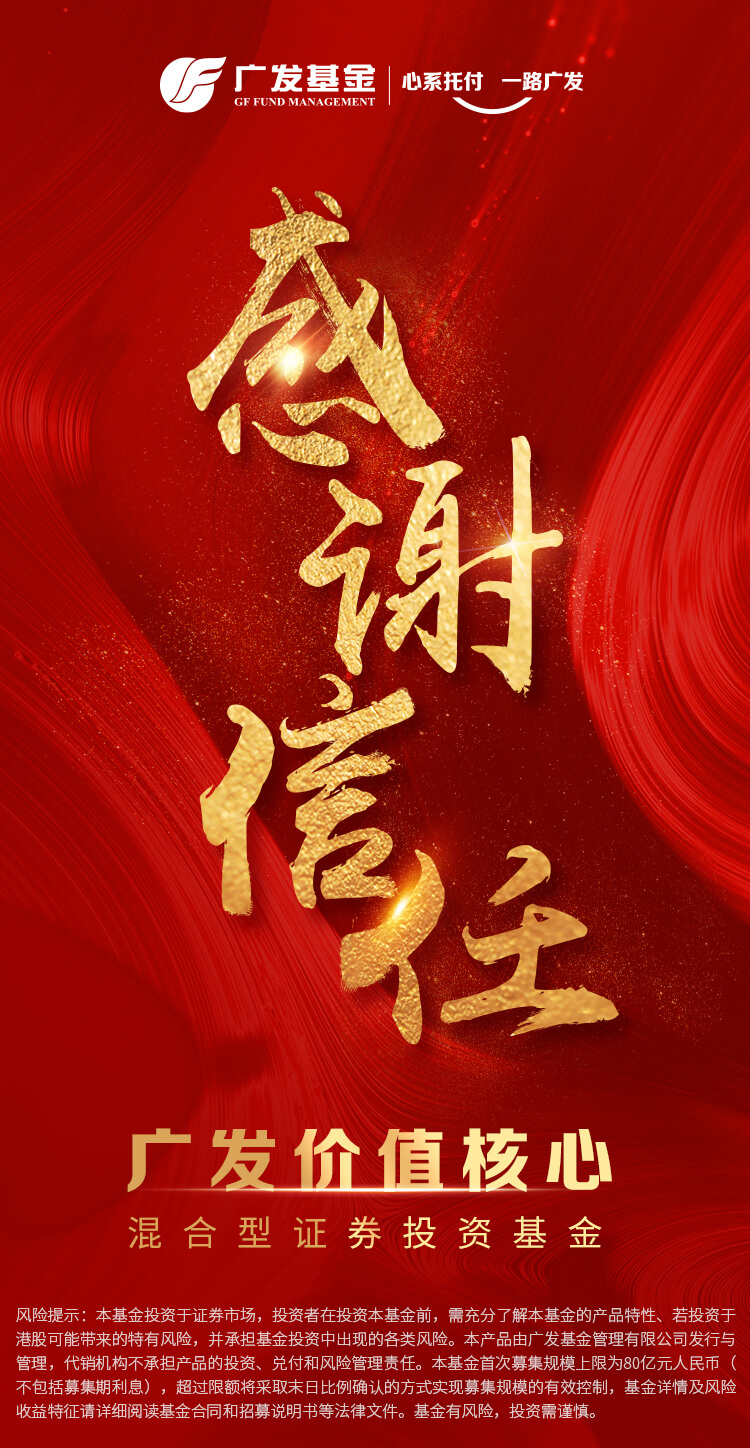 广发基金
GF FUND MANAGEMENT
心系托付 一路广发
感
谢
信
任
广发价值核心
混合型证券投资基金
风险提示：本基金投资于证券市场，投资者在投资本基金前，需充分了解本基金的产品特性、若投资于
港股可能带来的特有风险，并承担基金投资中出现的各类风险。本产品由广发基金管理有限公司发行与
管理，代销机构不承担产品的投资、兑付和风险管理责任。本基金首次募集规模上限为80亿元人民币（
不包括募集期利息），超过限额将采取末日比例确认的方式实现募集规模的有效控制，基金详情及风险
收益特征请详细阅读基金合同和招募说明书等法律文件。基金有风险，投资需谨慎。